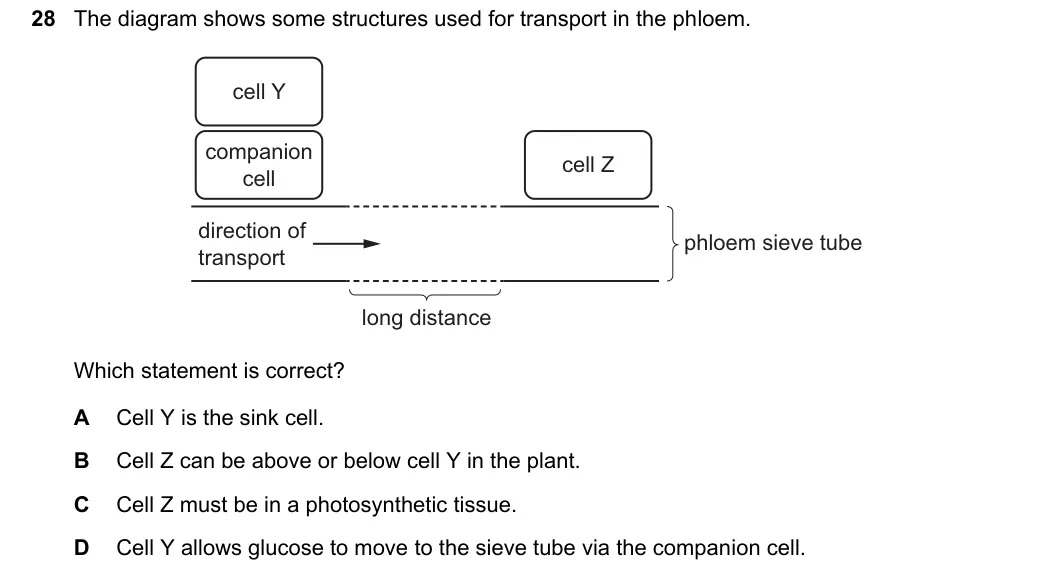 28 The diagram shows some structures used for transport in the phloem.
cell Y
companion
cell
cell Z
direction of
transport
phloem sieve tube
long distance
Which statement is correct?
A Cell Y is the sink cell.
B Cell Z can be above or below cell Y in the plant.
C Cell Z must be in a photosynthetic tissue.
D Cell Y allows glucose to move to the sieve tube via the companion cell.